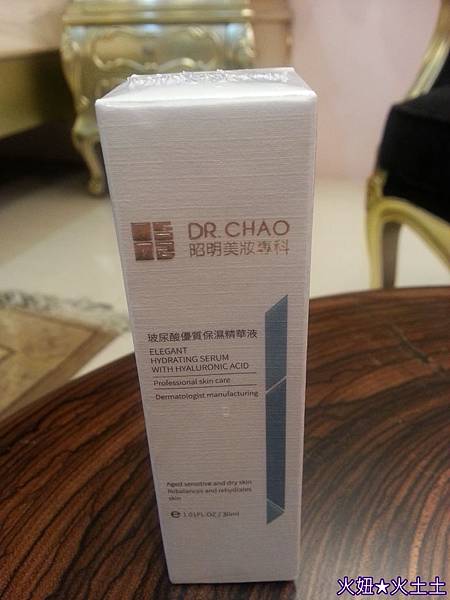 DR.CHAO
昭明美妝專科
玻尿酸優質保濕精華液
ELEGANT
HYDRATING SERUM
WITH HYALURONIC ACID
Professional skin care
Dermatologist manufacturing
Aged sensitive and dry skin
Rebalances and rehydrates
skin
e 1.01FL.OZ / 30ml
火妞★火土土